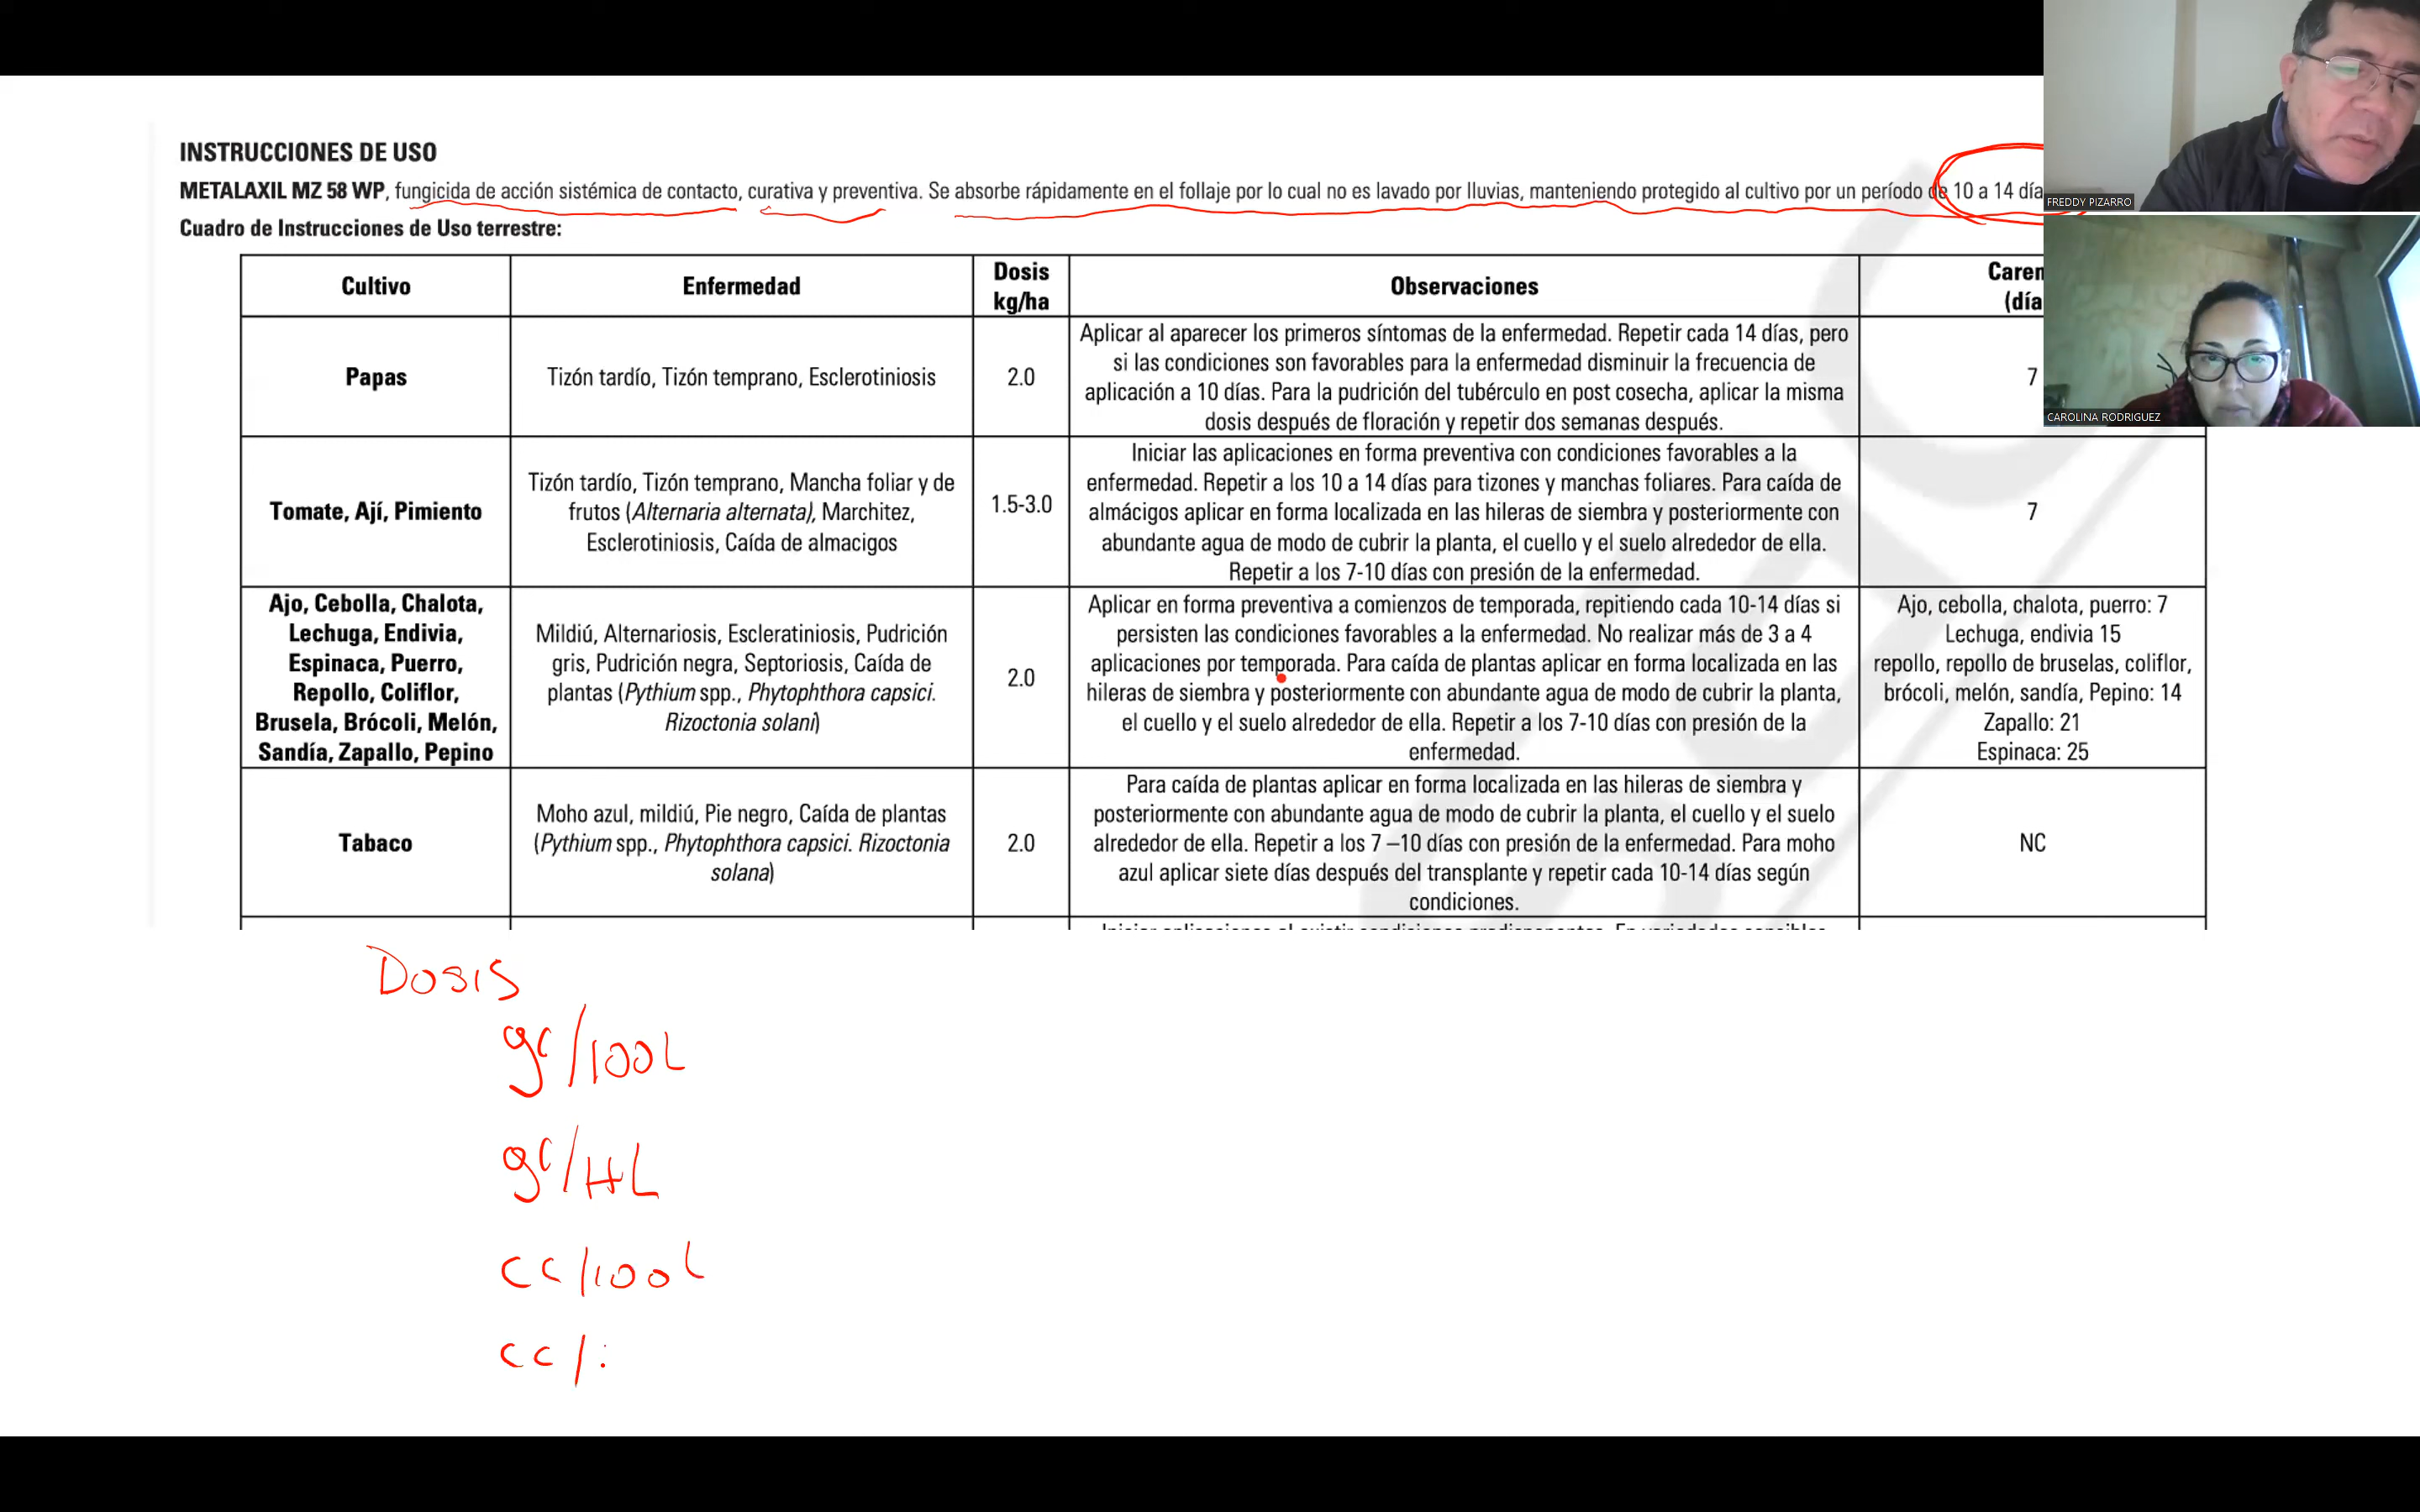 INSTRUCCIONES DE USO
METALAXIL MZ 58 WP, fungicida de acción sistémica de contacto, curativa y preventiva. Se absorbe rápidamente en el follaje por lo cual no es lavado por lluvias, manteniendo protegido al cultivo por un período de 10 a 14 día
Cuadro de Instrucciones de Uso terrestre:
Cultivo
Enfermedad
Dosis
kg/ha
Observaciones
Caren
(día
Papas
Tizón tardío, Tizón temprano, Esclerotiniosis
2.0
Aplicar al aparecer los primeros síntomas de la enfermedad. Repetir cada 14 días, pero
si las condiciones son favorables para la enfermedad disminuir la frecuencia de
aplicación a 10 días. Para la pudrición del tubérculo en post cosecha, aplicar la misma
dosis después de floración y repetir dos semanas después.
7
Tomate, Ají, Pimiento
Tizón tardío, Tizón temprano, Mancha foliar y de
frutos (Alternaria alternata), Marchitez,
Esclerotiniosis, Caída de almacigos
1.5-3.0
Iniciar las aplicaciones en forma preventiva con condiciones favorables a la
enfermedad. Repetir a los 10 a 14 días para tizones y manchas foliares. Para caída de
almácigos aplicar en forma localizada en las hileras de siembra y posteriormente con
abundante agua de modo de cubrir la planta, el cuello y el suelo alrededor de ella.
Repetir a los 7-10 días con presión de la enfermedad.
7
Ajo, Cebolla, Chalota,
Lechuga, Endivia,
Espinaca, Puerro,
Repollo, Coliflor,
Brusela, Brócoli, Melón,
Sandía, Zapallo, Pepino
Mildiú, Alternariosis, Escleratiniosis, Pudrición
gris, Pudrición negra, Septoriosis, Caída de
plantas (Pythium spp., Phytophthora capsici.
Rizoctonia solani)
2.0
Aplicar en forma preventiva a comienzos de temporada, repitiendo cada 10-14 días si
persisten las condiciones favorables a la enfermedad. No realizar más de 3 a 4
aplicaciones por temporada. Para caída de plantas aplicar en forma localizada en las
hileras de siembra y posteriormente con abundante agua de modo de cubrir la planta,
el cuello y el suelo alrededor de ella. Repetir a los 7-10 días con presión de la
enfermedad.
Ajo, cebolla, chalota, puerro: 7
Lechuga, endivia 15
repollo, repollo de bruselas, coliflor,
brócoli, melón, sandía, Pepino: 14
Zapallo: 21
Espinaca: 25
Tabaco
Moho azul, mildiú, Pie negro, Caída de plantas
(Pythium spp., Phytophthora capsici. Rizoctonia
solana)
2.0
Para caída de plantas aplicar en forma localizada en las hileras de siembra y
posteriormente con abundante agua de modo de cubrir la planta, el cuello y el suelo
alrededor de ella. Repetir a los 7 –10 días con presión de la enfermedad. Para moho
azul aplicar siete días después del transplante y repetir cada 10-14 días según
condiciones.
NC
Dosis
gr/100L
gr/HL
cc/100L
cc/
FREDDY PIZARRO
CAROLINA RODRIGUEZ